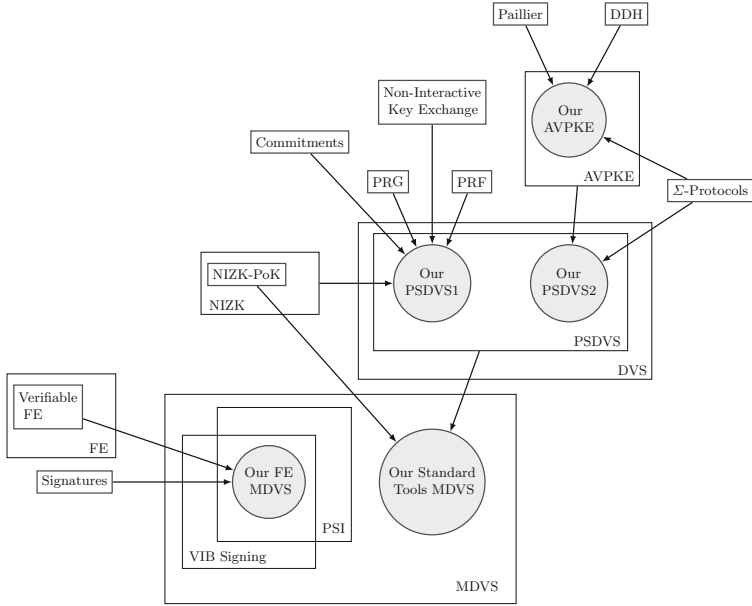 Paillier
DDH
Our
AVPKE
AVPKE
Non-Interactive
Key Exchange
Commitments
PRG
PRF
Σ-Protocols
NIZK-PoK
NIZK
Our
PSDVS1
Our
PSDVS2
PSDVS
DVS
Verifiable
FE
FE
Signatures
Our FE
MDVS
PSI
VIB Signing
Our Standard
Tools MDVS
MDVS